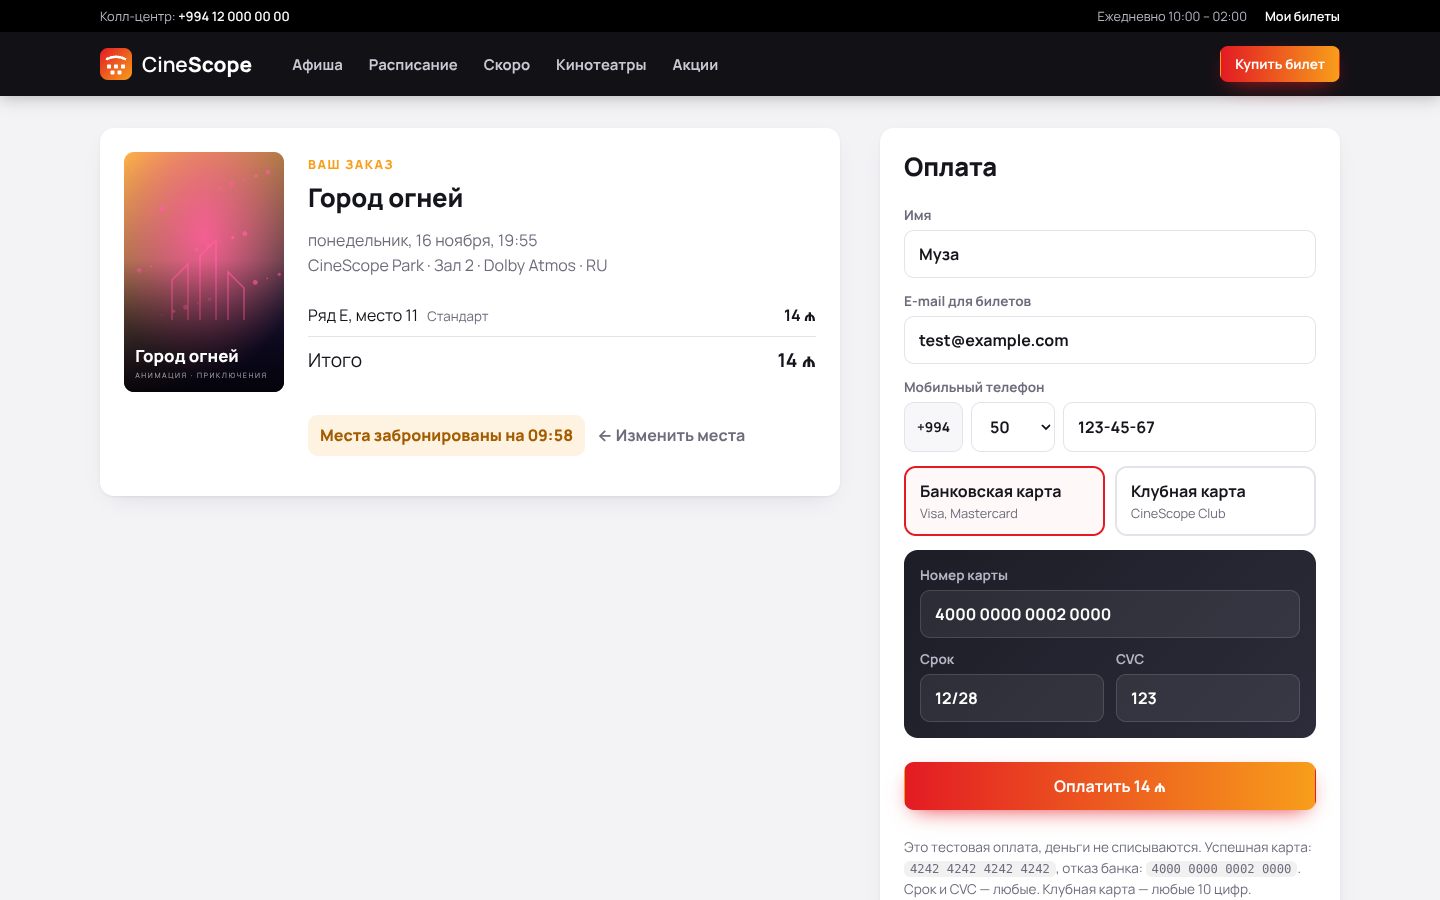 Колл-центр: +994 12 000 00 00
Ежедневно 10:00 – 02:00 Мои билеты
CineScope
Афиша Расписание Скоро Кинотеатры Акции
Купить билет
Город огней
АНИМАЦИЯ · ПРИКЛЮЧЕНИЯ
ВАШ ЗАКАЗ
Город огней
понедельник, 16 ноября, 19:55
CineScope Park · Зал 2 · Dolby Atmos · RU
Ряд E, место 11 Стандарт 14 ₼
Итого 14 ₼
Места забронированы на 09:58 ← Изменить места
Оплата
Имя
Муза
E-mail для билетов
test@example.com
Мобильный телефон
+994 50 123-45-67
Банковская карта
Visa, Mastercard
Клубная карта
CineScope Club
Номер карты
4000 0000 0002 0000
Срок CVC
12/28 123
Оплатить 14 ₼
Это тестовая оплата, деньги не списываются. Успешная карта:
4242 4242 4242 4242, отказ банка: 4000 0000 0002 0000.
Срок и CVC — любые. Клубная карта — любые 10 цифр.